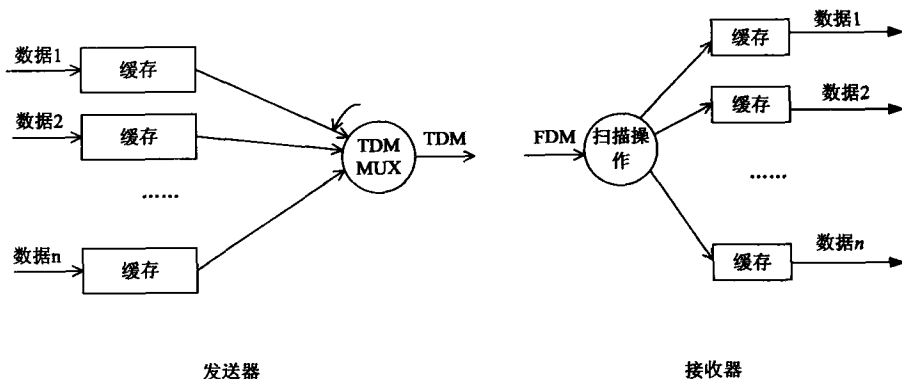 数据1
缓存
数据2
缓存
......
数据n
缓存
TDM
MUX
TDM
发送器
FDM
扫描操
作
缓存
数据1
缓存
数据2
......
缓存
数据n
接收器